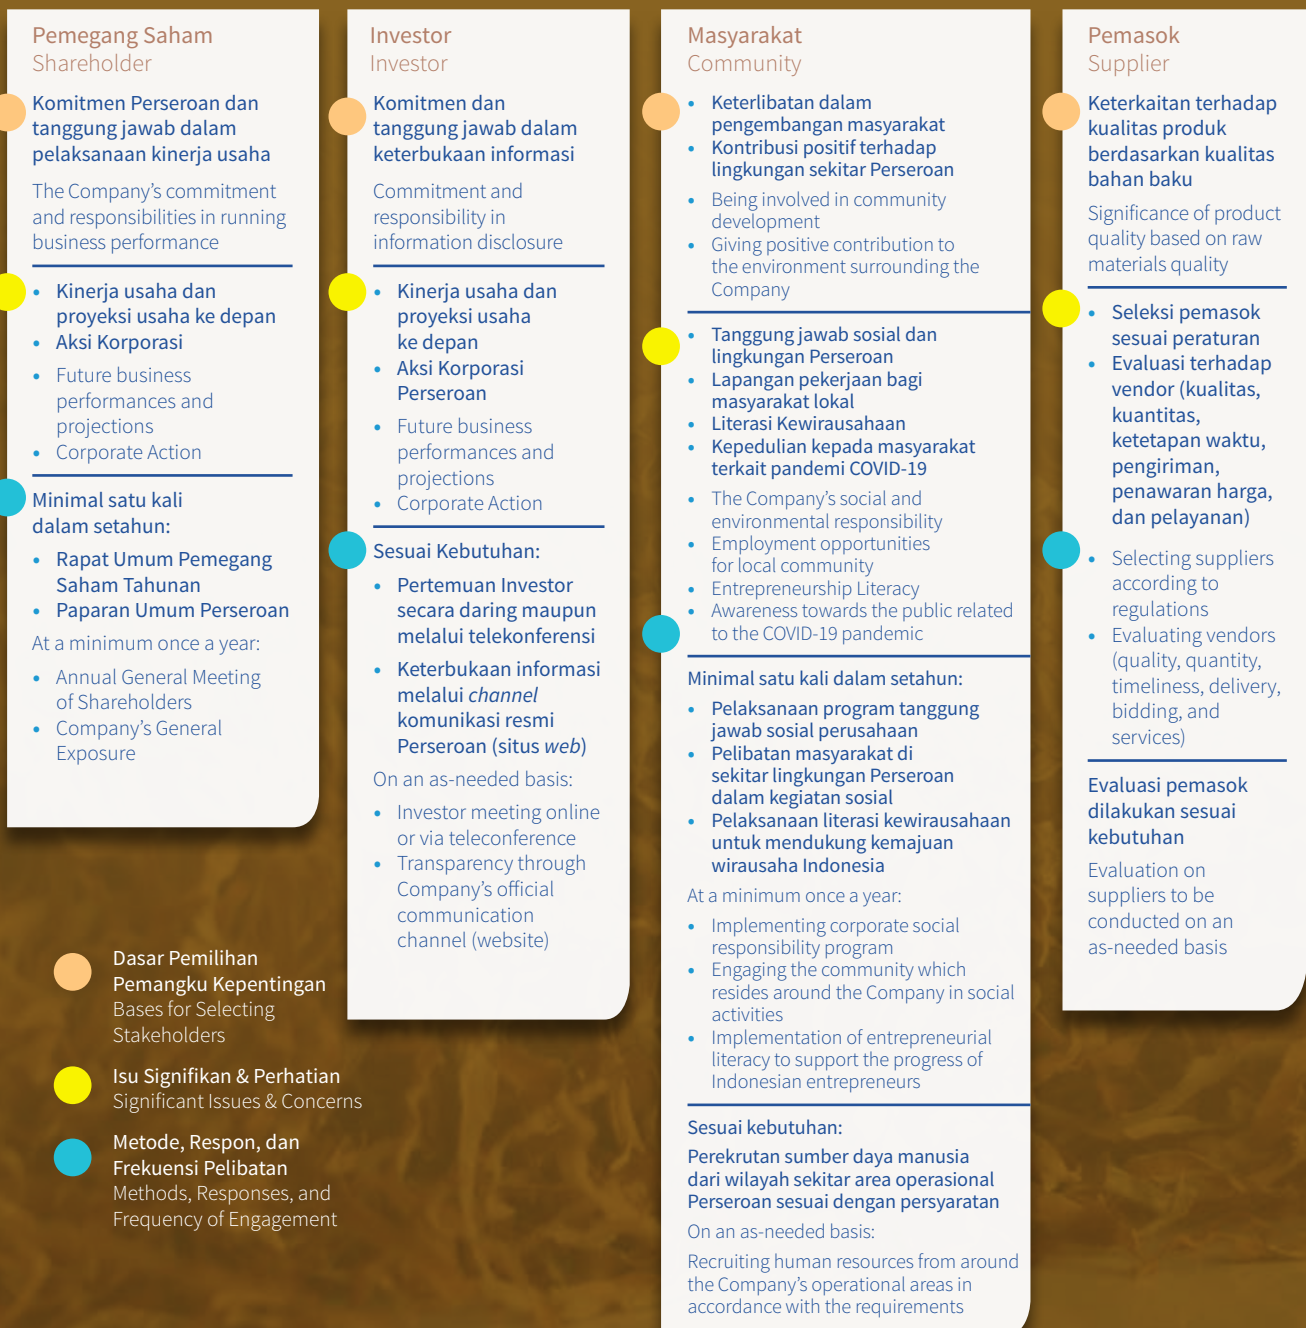 Pemegang Saham
Shareholder
Komitmen Perseroan dan
tanggung jawab dalam
pelaksanaan kinerja usaha
The Company's commitment
and responsibilities in running
business performance
• Kinerja usaha dan
proyeksi usaha ke depan
• Aksi Korporasi
• Future business
performances and
projections
• Corporate Action
Minimal satu kali
dalam setahun:
• Rapat Umum Pemegang
Saham Tahunan
• Paparan Umum Perseroan
At a minimum once a year:
• Annual General Meeting
of Shareholders
• Company's General
Exposure
Investor
Investor
Komitmen dan
tanggung jawab dalam
keterbukaan informasi
Commitment and
responsibility in
information disclosure
• Kinerja usaha dan
proyeksi usaha
ke depan
• Aksi Korporasi
Perseroan
• Future business
performances and
projections
• Corporate Action
Sesuai Kebutuhan:
• Pertemuan Investor
secara daring maupun
melalui telekonferensi
• Keterbukaan informasi
melalui channel
komunikasi resmi
Perseroan (situs web)
On an as-needed basis:
• Investor meeting online
or via teleconference
• Transparency through
Company's official
communication
channel (website)
Masyarakat
Community
• Keterlibatan dalam
pengembangan masyarakat
• Kontribusi positif terhadap
lingkungan sekitar Perseroan
• Being involved in community
development
• Giving positive contribution to
the environment surrounding the
Company
• Tanggung jawab sosial dan
lingkungan Perseroan
• Lapangan pekerjaan bagi
masyarakat lokal
• Literasi Kewirausahaan
• Kepedulian kepada masyarakat
terkait pandemi COVID-19
• The Company's social and
environmental responsibility
• Employment opportunities
for local community
• Entrepreneurship Literacy
• Awareness towards the public related
to the COVID-19 pandemic
Minimal satu kali dalam setahun:
• Pelaksanaan program tanggung
jawab sosial perusahaan
• Pelibatan masyarakat di
sekitar lingkungan Perseroan
dalam kegiatan sosial
• Pelaksanaan literasi kewirausahaan
untuk mendukung kemajuan
wirausaha Indonesia
At a minimum once a year:
• Implementing corporate social
responsibility program
• Engaging the community which
resides around the Company in social
activities
• Implementation of entrepreneurial
literacy to support the progress of
Indonesian entrepreneurs
Sesuai kebutuhan:
Perekrutan sumber daya manusia
dari wilayah sekitar area operasional
Perseroan sesuai dengan persyaratan
On an as-needed basis:
Recruiting human resources from around
the Company's operational areas in
accordance with the requirements
Pemasok
Supplier
Keterkaitan terhadap
kualitas produk
berdasarkan kualitas
bahan baku
Significance of product
quality based on raw
materials quality
• Seleksi pemasok
sesuai peraturan
• Evaluasi terhadap
vendor (kualitas,
kuantitas,
ketetapan waktu,
pengiriman,
penawaran harga,
dan pelayanan)
• Selecting suppliers
according to
regulations
• Evaluating vendors
(quality, quantity,
timeliness, delivery,
bidding, and
services)
Evaluasi pemasok
dilakukan sesuai
kebutuhan
Evaluation on
suppliers to be
conducted on an
as-needed basis
Dasar Pemilihan
Pemangku Kepentingan
Bases for Selecting
Stakeholders
Isu Signifikan & Perhatian
Significant Issues & Concerns
Metode, Respon, dan
Frekuensi Pelibatan
Methods, Responses, and
Frequency of Engagement